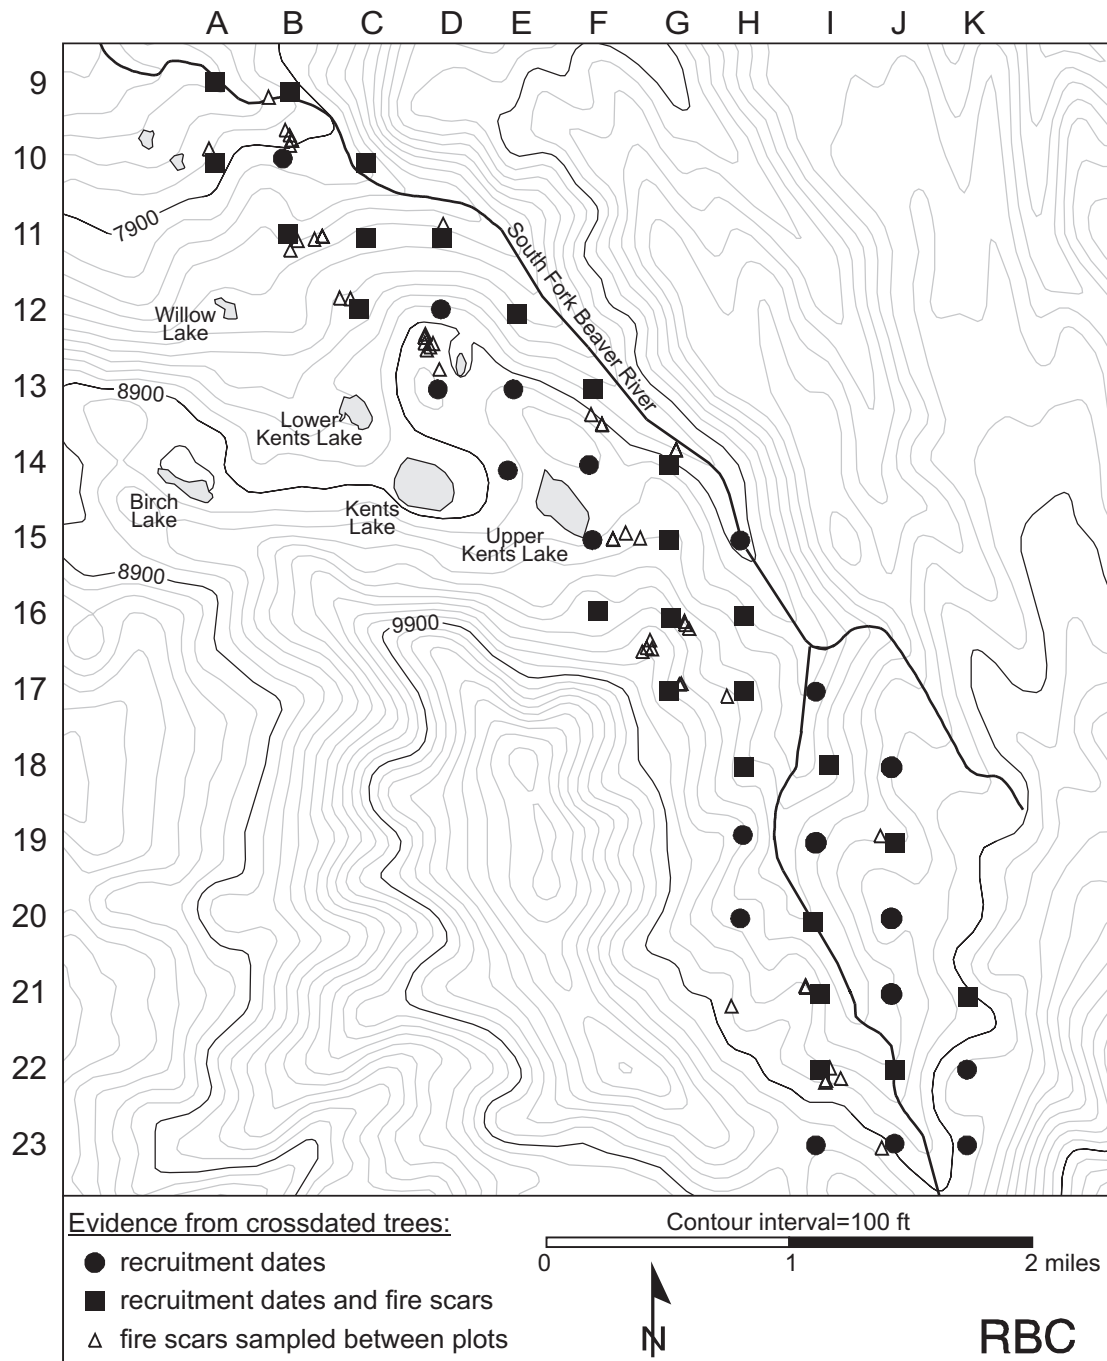 A B C D E F G H I J K
9
10
7900
11
South Fork Beaver River
12
Willow
Lake
13
8900
Lower
Kents Lake
14
Birch
Lake
Kents
Lake
Upper
Kents Lake
15
8900
16
9900
17
18
19
20
21
22
23
Evidence from crossdated trees:
recruitment dates
recruitment dates and fire scars
fire scars sampled between plots
Contour interval=100 ft
0 1 2 miles
N
RBC